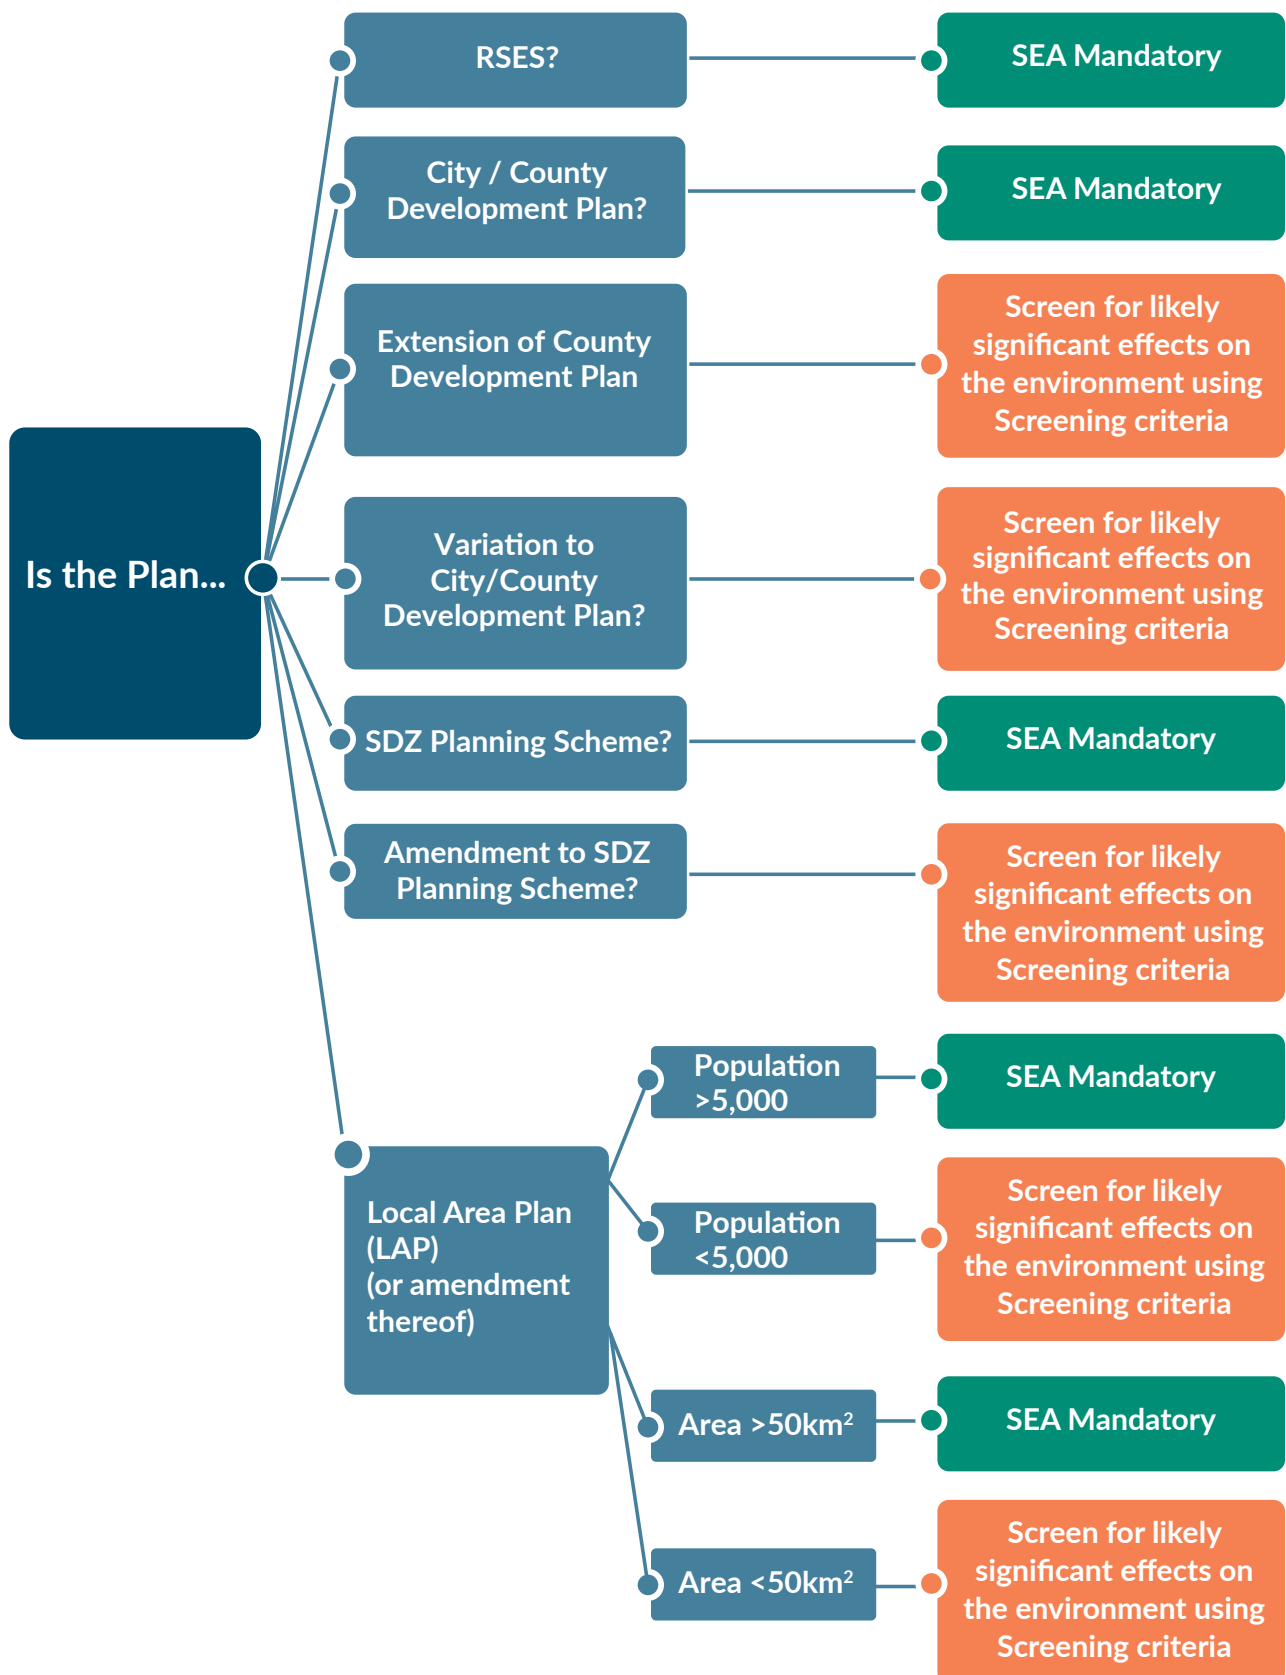 Is the Plan...
RSES?
SEA Mandatory
City / County
Development Plan?
SEA Mandatory
Extension of County
Development Plan
Screen for likely
significant effects on
the environment using
Screening criteria
Variation to
City/County
Development Plan?
Screen for likely
significant effects on
the environment using
Screening criteria
SDZ Planning Scheme?
SEA Mandatory
Amendment to SDZ
Planning Scheme?
Screen for likely
significant effects on
the environment using
Screening criteria
Local Area Plan
(LAP)
(or amendment
thereof)
Population
>5,000
SEA Mandatory
Population
<5,000
Screen for likely
significant effects on
the environment using
Screening criteria
Area >50km²
SEA Mandatory
Area <50km²
Screen for likely
significant effects on
the environment using
Screening criteria